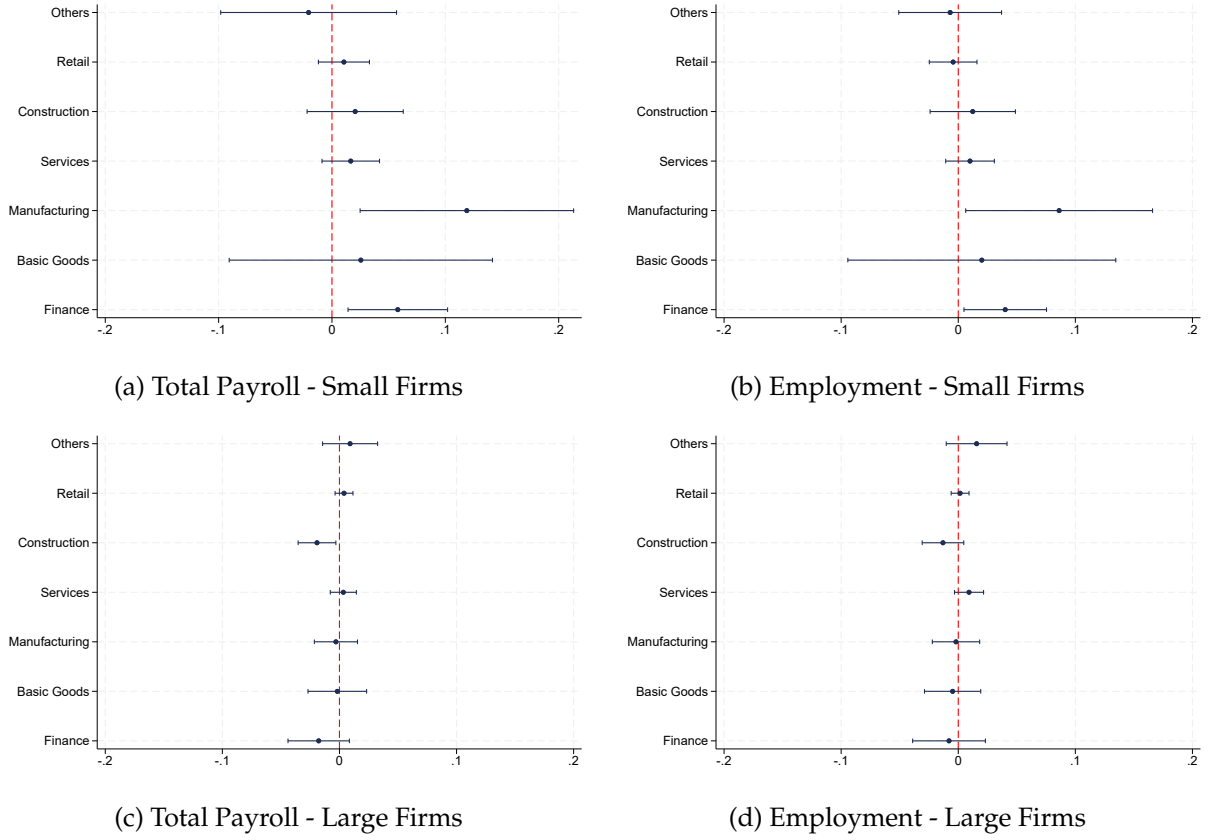 Others
Retail
Construction
Services
Manufacturing
Basic Goods
Finance
-.2 -.1 0 .1 .2
(a) Total Payroll - Small Firms
Others
Retail
Construction
Services
Manufacturing
Basic Goods
Finance
-.2 -.1 0 .1 .2
(b) Employment - Small Firms
Others
Retail
Construction
Services
Manufacturing
Basic Goods
Finance
-.2 -.1 0 .1 .2
(c) Total Payroll - Large Firms
Others
Retail
Construction
Services
Manufacturing
Basic Goods
Finance
-.2 -.1 0 .1 .2
(d) Employment - Large Firms